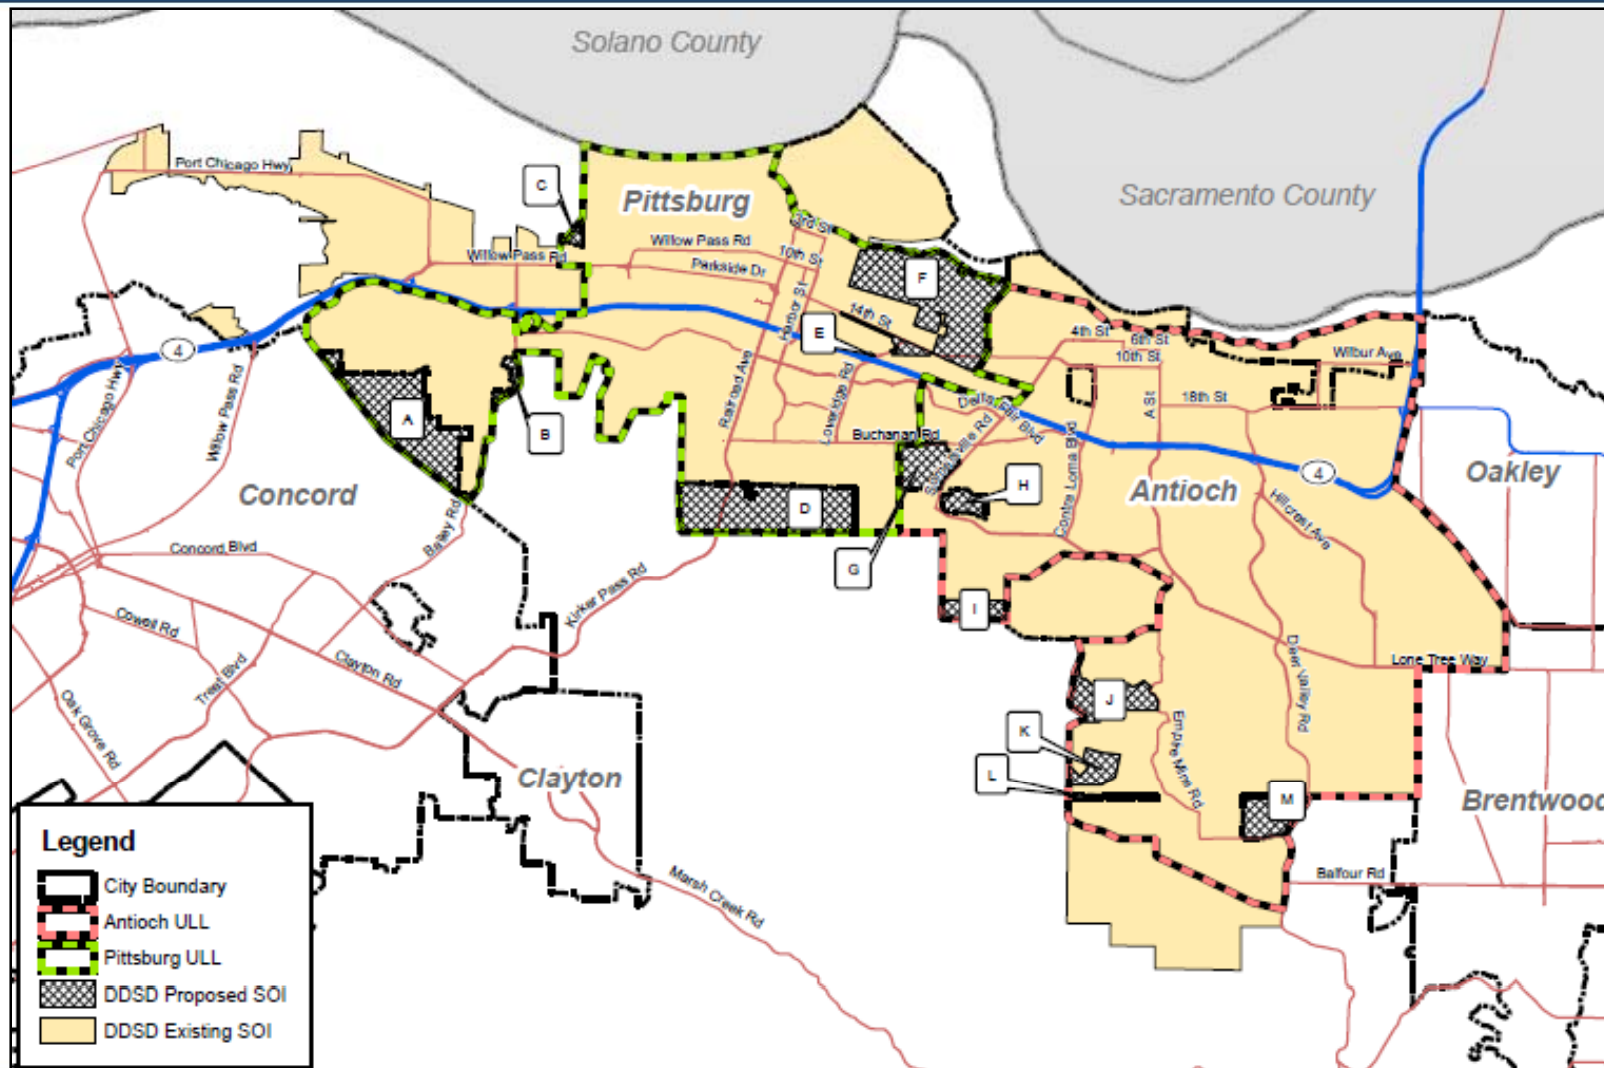 Solano County
Sacramento County
Port Chicago Hwy
C
Pittsburg
3rd St
Willow Pass Rd
Willow Pass Rd
10th St
Parkside Dr
F
Harbor St
14th St
E
4th St
6th St
10th St
Wilbur Ave
4
Port Chicago Hwy
Willow Pass Rd
Railroad Ave
Loveridge Rd
Delta Fair Blvd
A St
18th St
A
B
Buchanan Rd
Somersville Rd
Contra Loma Blvd
4
Oakley
Concord
D
H
Antioch
Hillcrest Ave
Bailey Rd
Concord Blvd
G
Kirker Pass Rd
I
Cowell Rd
Treat Blvd
Clayton Rd
Deer Valley Rd
Lone Tree Way
Oak Grove Rd
J
Empire Mine Rd
K
L
Clayton
M
Brentwood
Marsh Creek Rd
Balfour Rd
Legend
City Boundary
Antioch ULL
Pittsburg ULL
DDSD Proposed SOI
DDSD Existing SOI